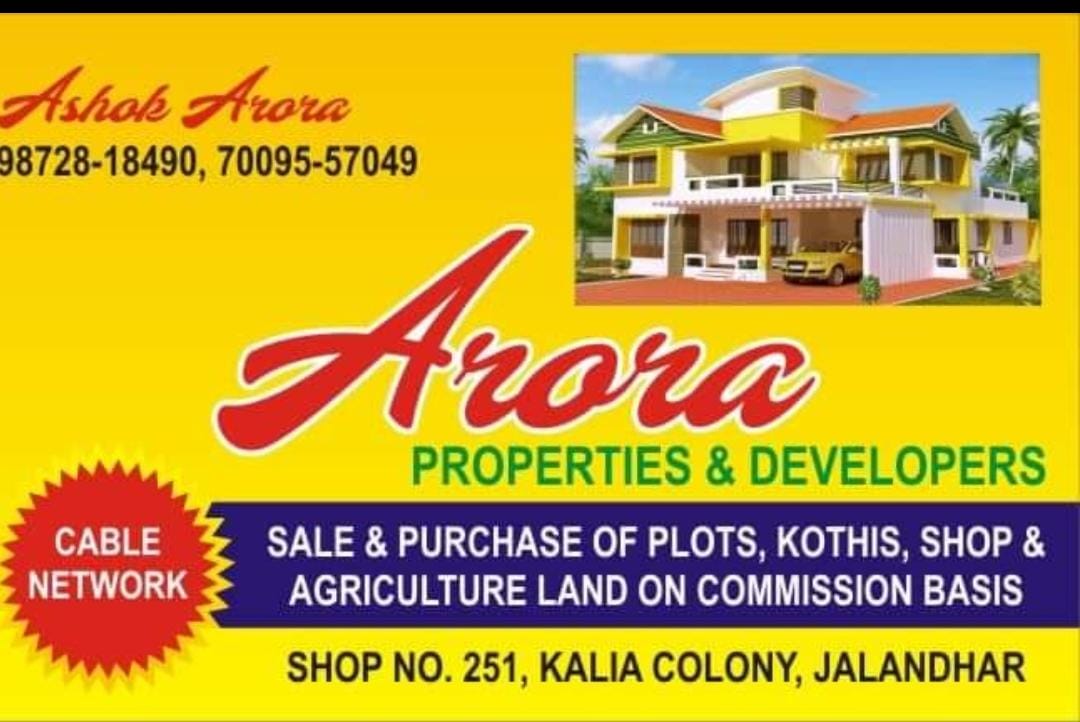 Ashok Arora
98728-18490, 70095-57049
Arora
PROPERTIES & DEVELOPERS
CABLE
NETWORK
SALE & PURCHASE OF PLOTS, KOTHIS, SHOP &
AGRICULTURE LAND ON COMMISSION BASIS
SHOP NO. 251, KALIA COLONY, JALANDHAR